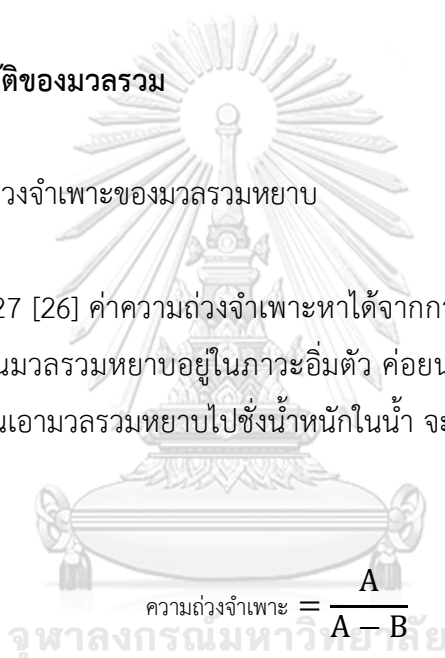 ติของมวลรวม
วงจำเพาะของมวลรวมหยาบ
27 [26] ค่าความถ่วงจำเพาะหาได้จากกา
นมวลรวมหยาบอยู่ในภาวะอิ่มตัว ค่อยน
นเอามวลรวมหยาบไปชั่งน้ำหนักในน้ำ จะ
ความถ่วงจำเพาะ = A / (A − B)
จุฬาลงกรณ์มหาวิทยาลัย